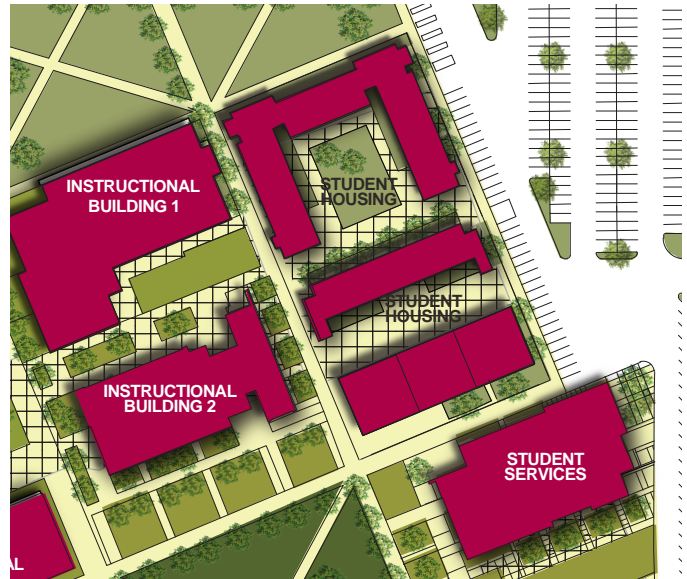 INSTRUCTIONAL
BUILDING 1
STUDENT
HOUSING
STUDENT
HOUSING
INSTRUCTIONAL
BUILDING 2
STUDENT
SERVICES
AL